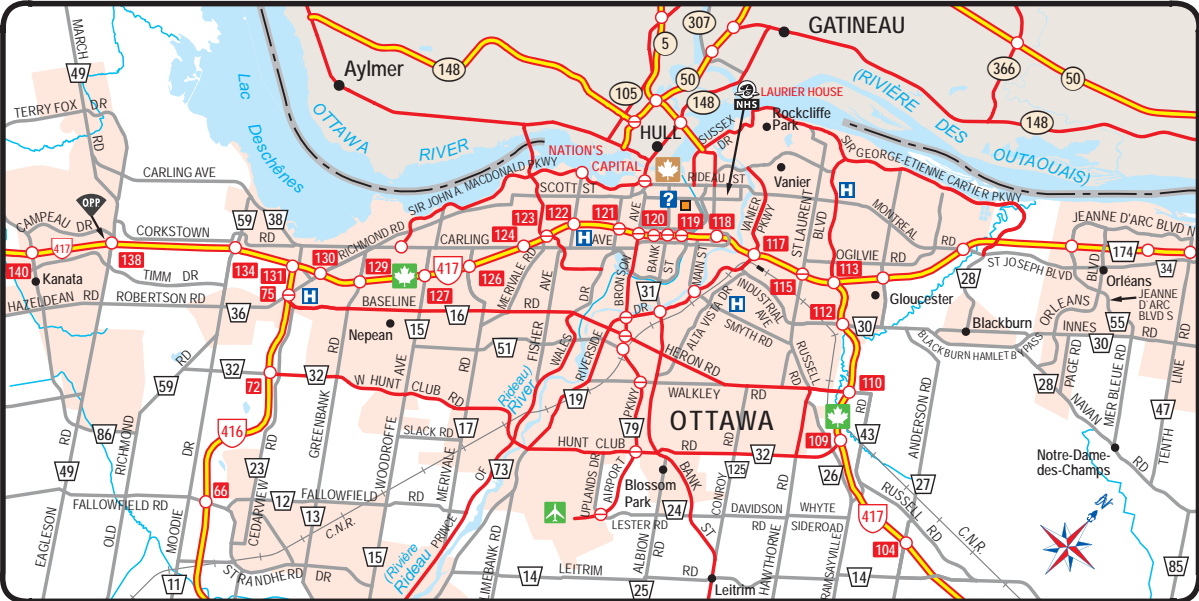 GATINEAU
307
5
50
366
50
148
105
148
148
Aylmer
MARCH
RD
49
TERRY FOX DR
Lac
Deschênes
OTTAWA
RIVER
(RIVIÈRE
DES
OUTAOUAIS)
LAURIER HOUSE
NHS
Rockcliffe
Park
HULL
SUSSEX
DR
NATION'S
CAPITAL
SIR GEORGE-ETIENNE CARTIER PKWY
CARLING AVE
SIR JOHN A. MACDONALD PKWY
SCOTT ST
RIDEAU ST
Vanier
?
H
OPP
CAMPEAU DR
CORKSTOWN
RD
59
38
RICHMOND RD
CARLING
AVE
123
122
121
120
119
118
124
VANIER
PKWY
ST LAURENT
BLVD
MONTREAL
RD
JEANNE D'ARC BLVD N
417
140
Kanata
138
TIMM DR
134
131
75
130
129
417
127
126
MERIVALE RD
AVE
H
BRONSON
AVE
BANK
ST
MAIN ST
117
115
113
OGILVIE
RD
174
34
ST JOSEPH BLVD
BLVD
Orléans
28
HAZELDEAN RD
ROBERTSON RD
36
H
BASELINE
RD
16
15
Nepean
31
DR
ALTA VISTA DR
H
INDUSTRIAL
AVE
SMYTH RD
112
Gloucester
30
Blackburn
ORLEANS
JEANNE
D'ARC
BLVD S
55
INNES
30
RD
BLACKBURN HAMLET BYPASS
51
FISHER
DR
WALES
RIVERSIDE
HERON RD
RUSSELL
RD
RD
59
32
72
32
W HUNT CLUB RD
Rideau)
River
19
PKWY
WALKLEY
RD
110
ANDERSON RD
28
PAGE RD
MER BLEUE RD
NAVAN
RD
LINE
47
TENTH
OTTAWA
86
RICHMOND
OLD
416
RD
GREENBANK
RD
AVE
WOODROFFE
SLACK RD
17
MERIVALE
RD
73
OF
PRINCE
79
HUNT CLUB
RD
32
109
43
Notre-Dame-
des-Champs
49
RD
EAGLESON
DR
MOODIE
23
CEDARVIEW
66
FALLOWFIELD RD
12
FALLOWFIELD
RD
13
C.N.R.
UPLANDS DR
AIRPORT
Blossom
Park
BANK
ST
125
CONROY
RD
26
27
DAVIDSON
WHYTE
SIDEROAD
24
LESTER RD
ALBION
RD
RD
HAWTHORNE
RAMSAYVILLE
417
RUSSELL
RD
C.N.R.
104
N
11
STRANDHERD
DR
15
(Rivière
Rideau
LIMEBANK RD
14
LEITRIM
RD
25
Leitrim
14
85